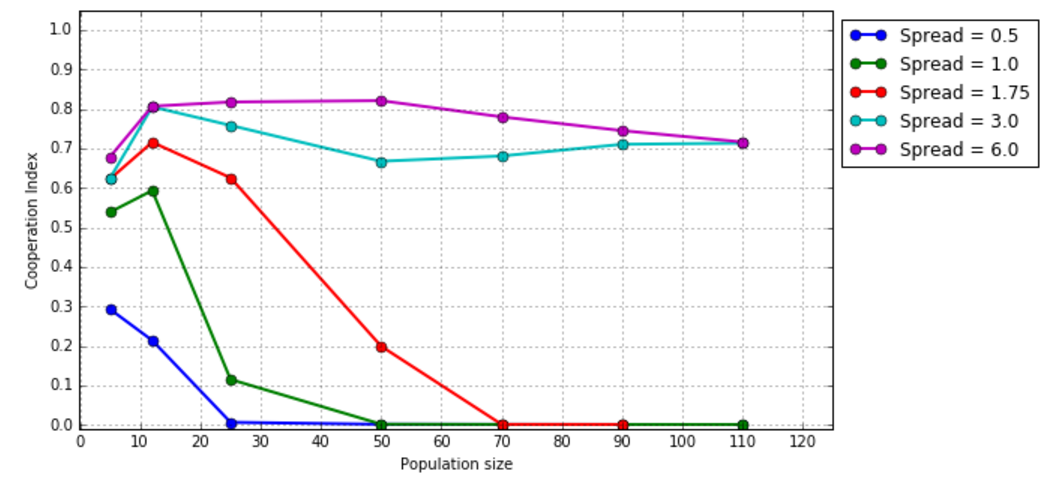 1.0
0.9
0.8
0.7
0.6
0.5
0.4
0.3
0.2
0.1
0.0
Cooperation Index
0 10 20 30 40 50 60 70 80 90 100 110 120
Population size
Spread = 0.5
Spread = 1.0
Spread = 1.75
Spread = 3.0
Spread = 6.0